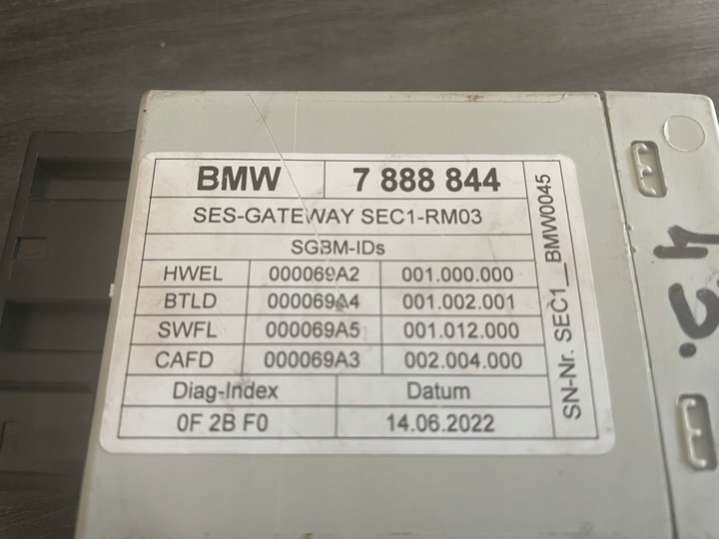 BMW 7 888 844
SES-GATEWAY SEC1-RM03
SGBM-IDs
HWEL 000069A2 001.000.000
BTLD 000069A4 001.002.001
SWFL 000069A5 001.012.000
CAFD 000069A3 002.004.000
Diag-Index Datum
0F 2B F0 14.06.2022
SN-Nr. SEC1__BMW0045